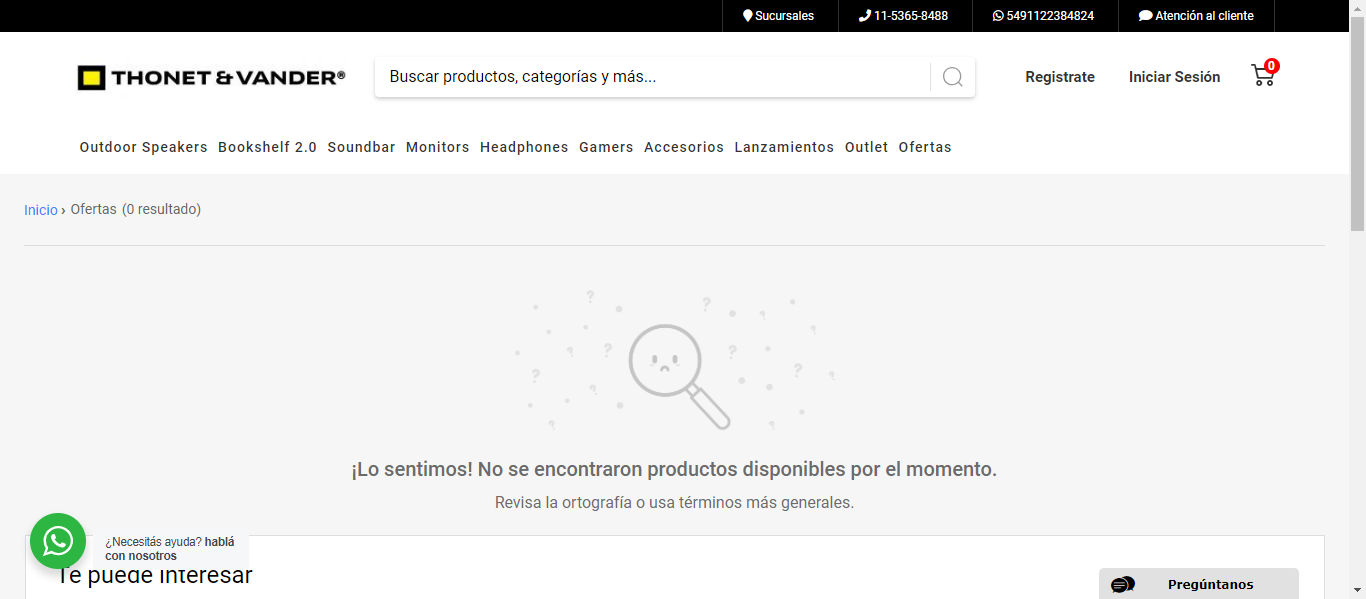 Sucursales 11-5365-8488 5491122384824 Atención al cliente
THONET & VANDER® Buscar productos, categorías y más... Registrate Iniciar Sesión 0
Outdoor Speakers Bookshelf 2.0 Soundbar Monitors Headphones Gamers Accesorios Lanzamientos Outlet Ofertas
Inicio › Ofertas (0 resultado)
¡Lo sentimos! No se encontraron productos disponibles por el momento.
Revisa la ortografía o usa términos más generales.
¿Necesitás ayuda? hablá
con nosotros
Te puede interesar
Pregúntanos